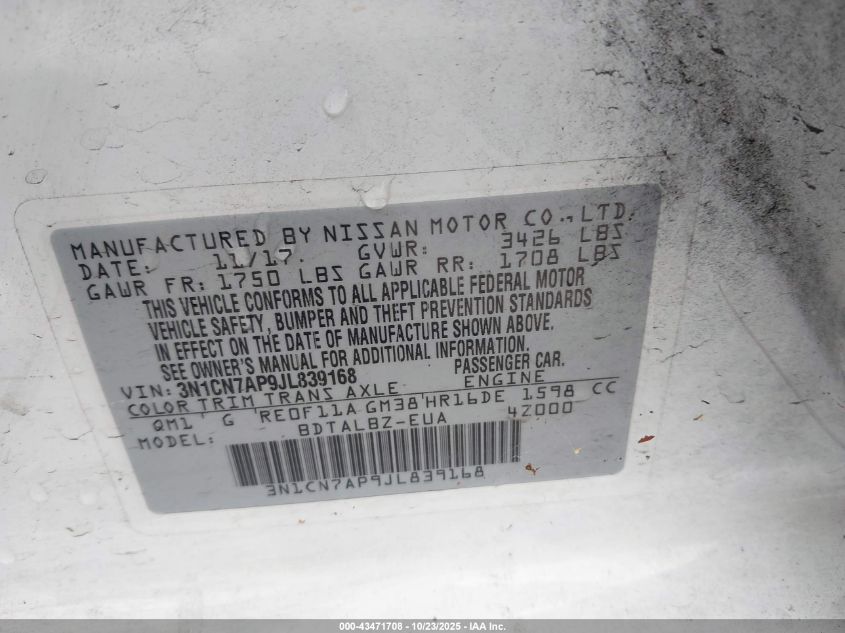 MANUFACTURED BY NISSAN MOTOR CO., LTD.
DATE: 11/17. GVWR: 3426 LBS
GAWR FR: 1750 LBS GAWR RR: 1708 LBS
THIS VEHICLE CONFORMS TO ALL APPLICABLE FEDERAL MOTOR
VEHICLE SAFETY, BUMPER AND THEFT PREVENTION STANDARDS
IN EFFECT ON THE DATE OF MANUFACTURE SHOWN ABOVE.
SEE OWNER'S MANUAL FOR ADDITIONAL INFORMATION.
VIN: 3N1CN7AP9JL839168 PASSENGER CAR.
COLOR TRIM TRANS AXLE ENGINE
QM1' G 'RE0F11A GM38'HR16DE 1598 CC
MODEL: BDTALBZ-EUA 4Z000
3N1CN7AP9JL839168
000-43471708 - 10/23/2025 - IAA Inc.